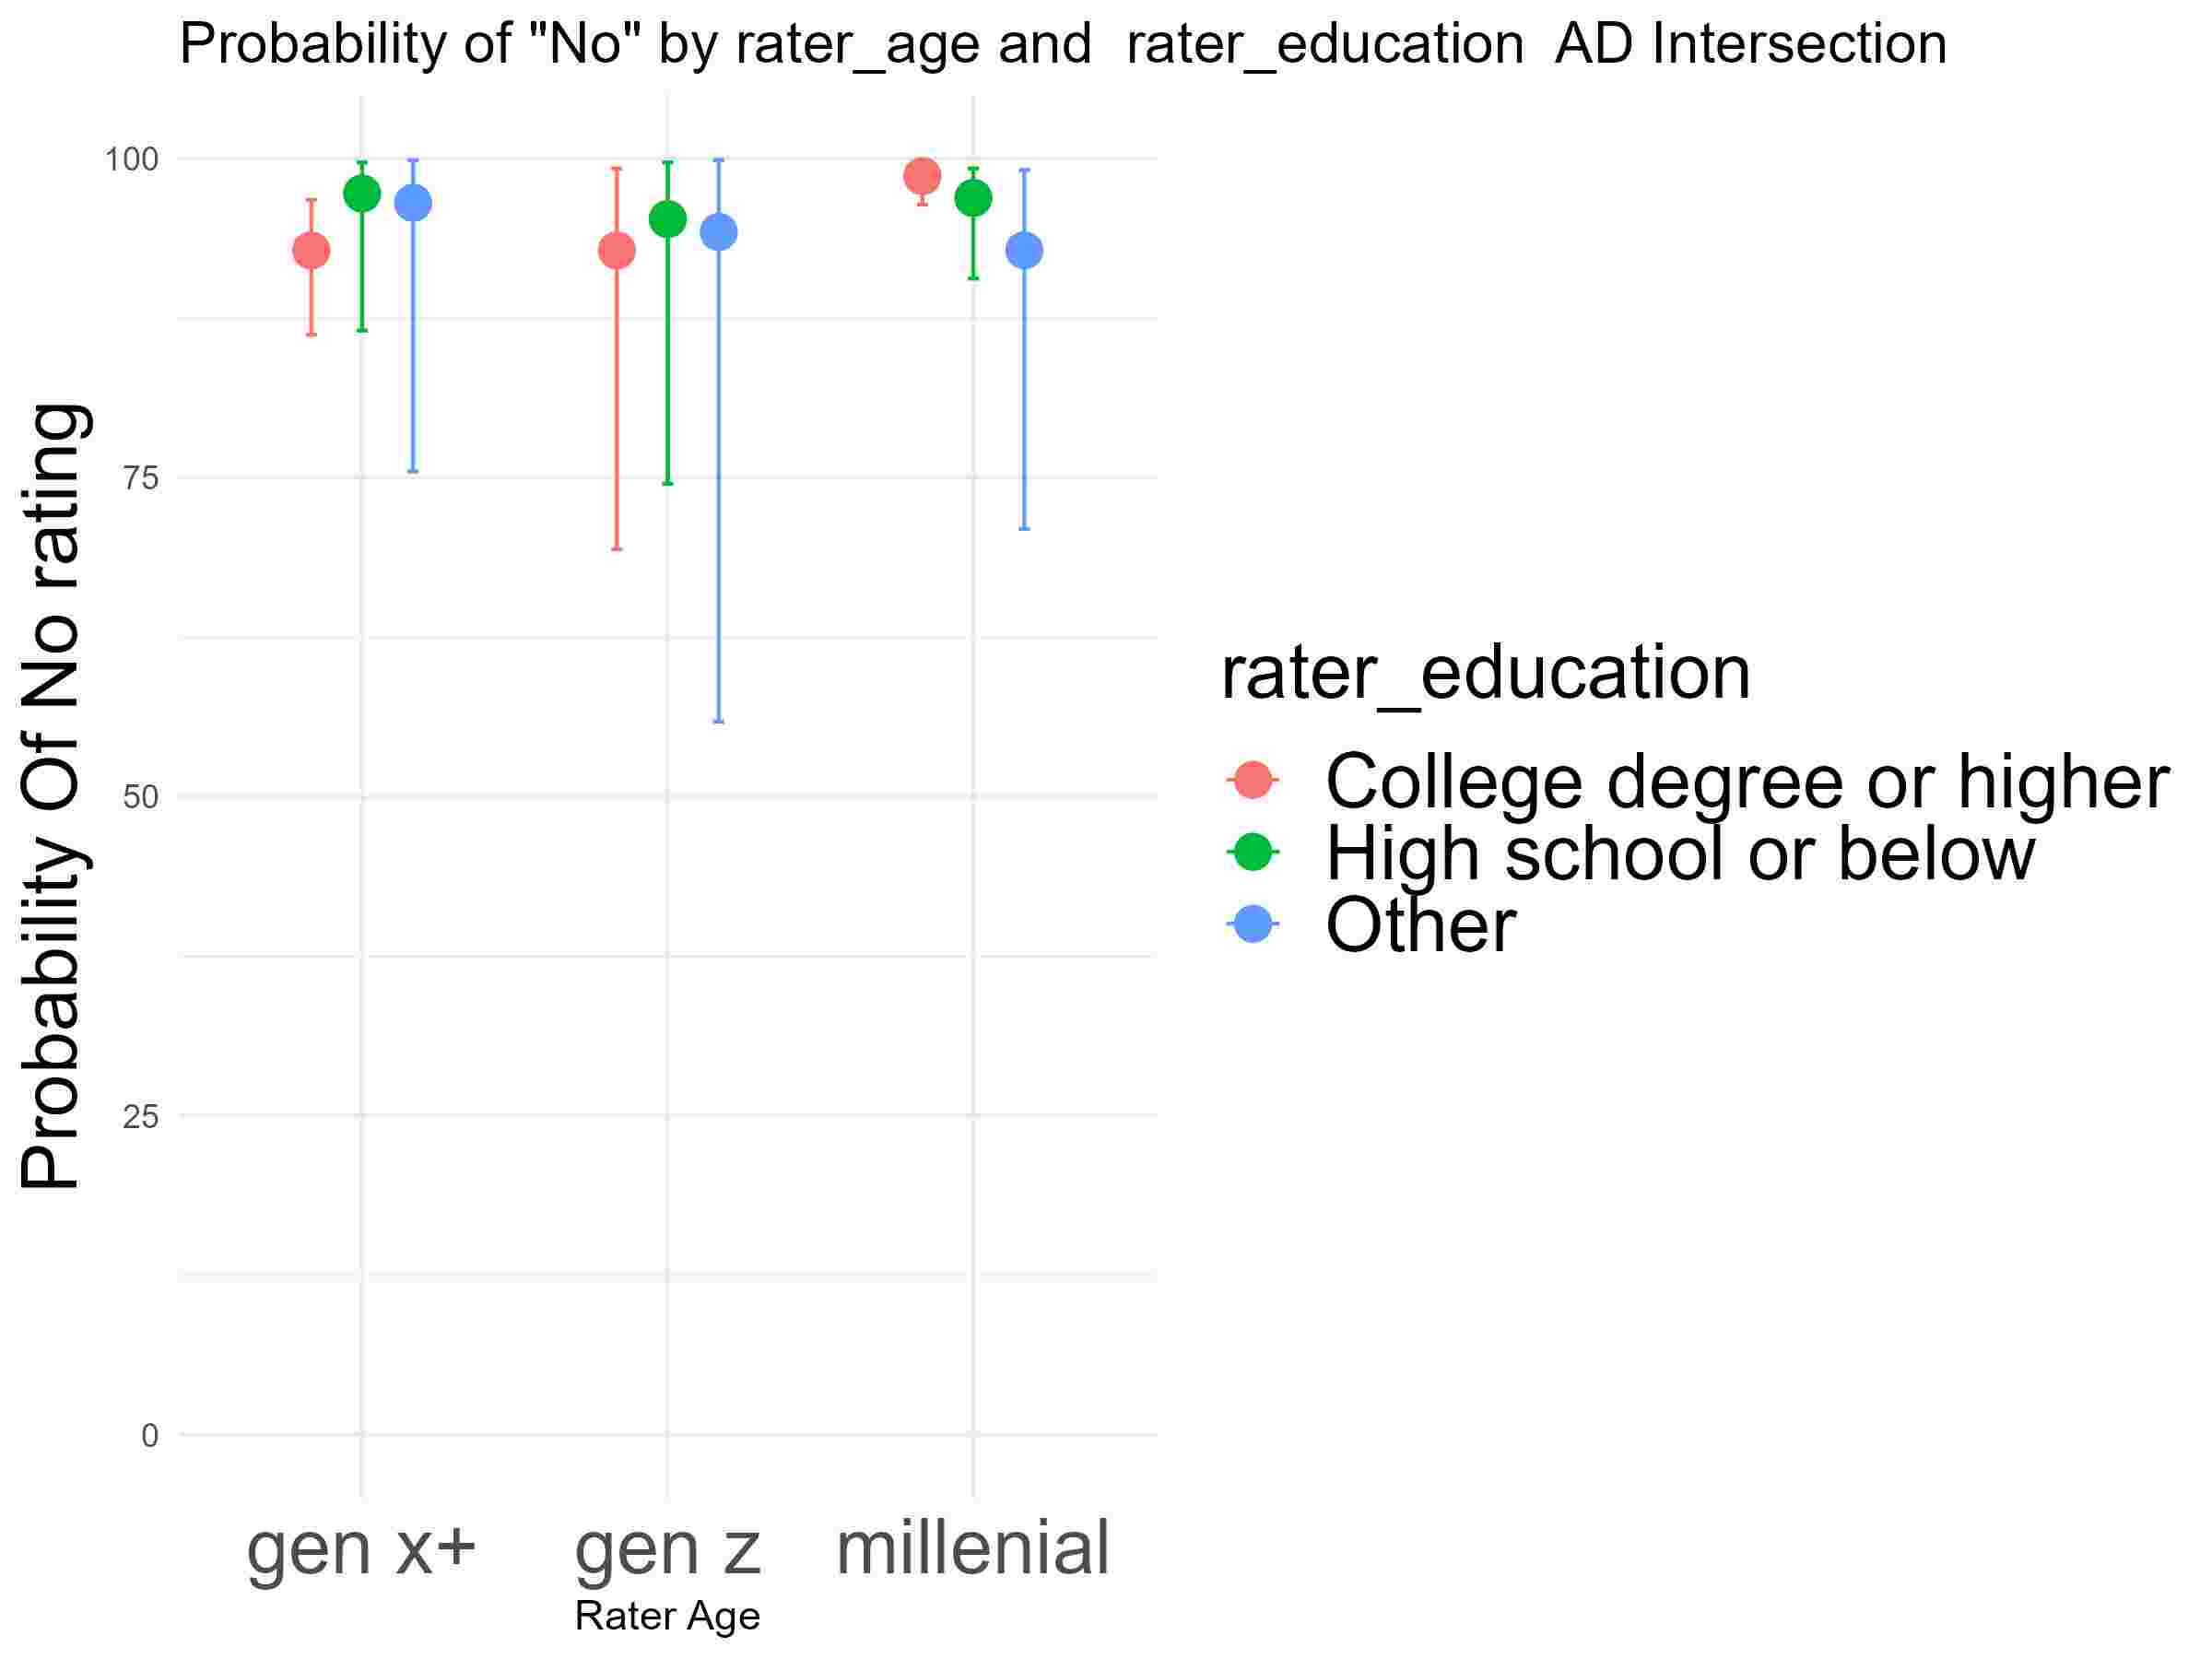 Probability of "No" by rater_age and  rater_education  AD Intersection
Probability Of No rating
100
75
50
25
0
gen x+
gen z
millenial
Rater Age
rater_education
College degree or higher
High school or below
Other